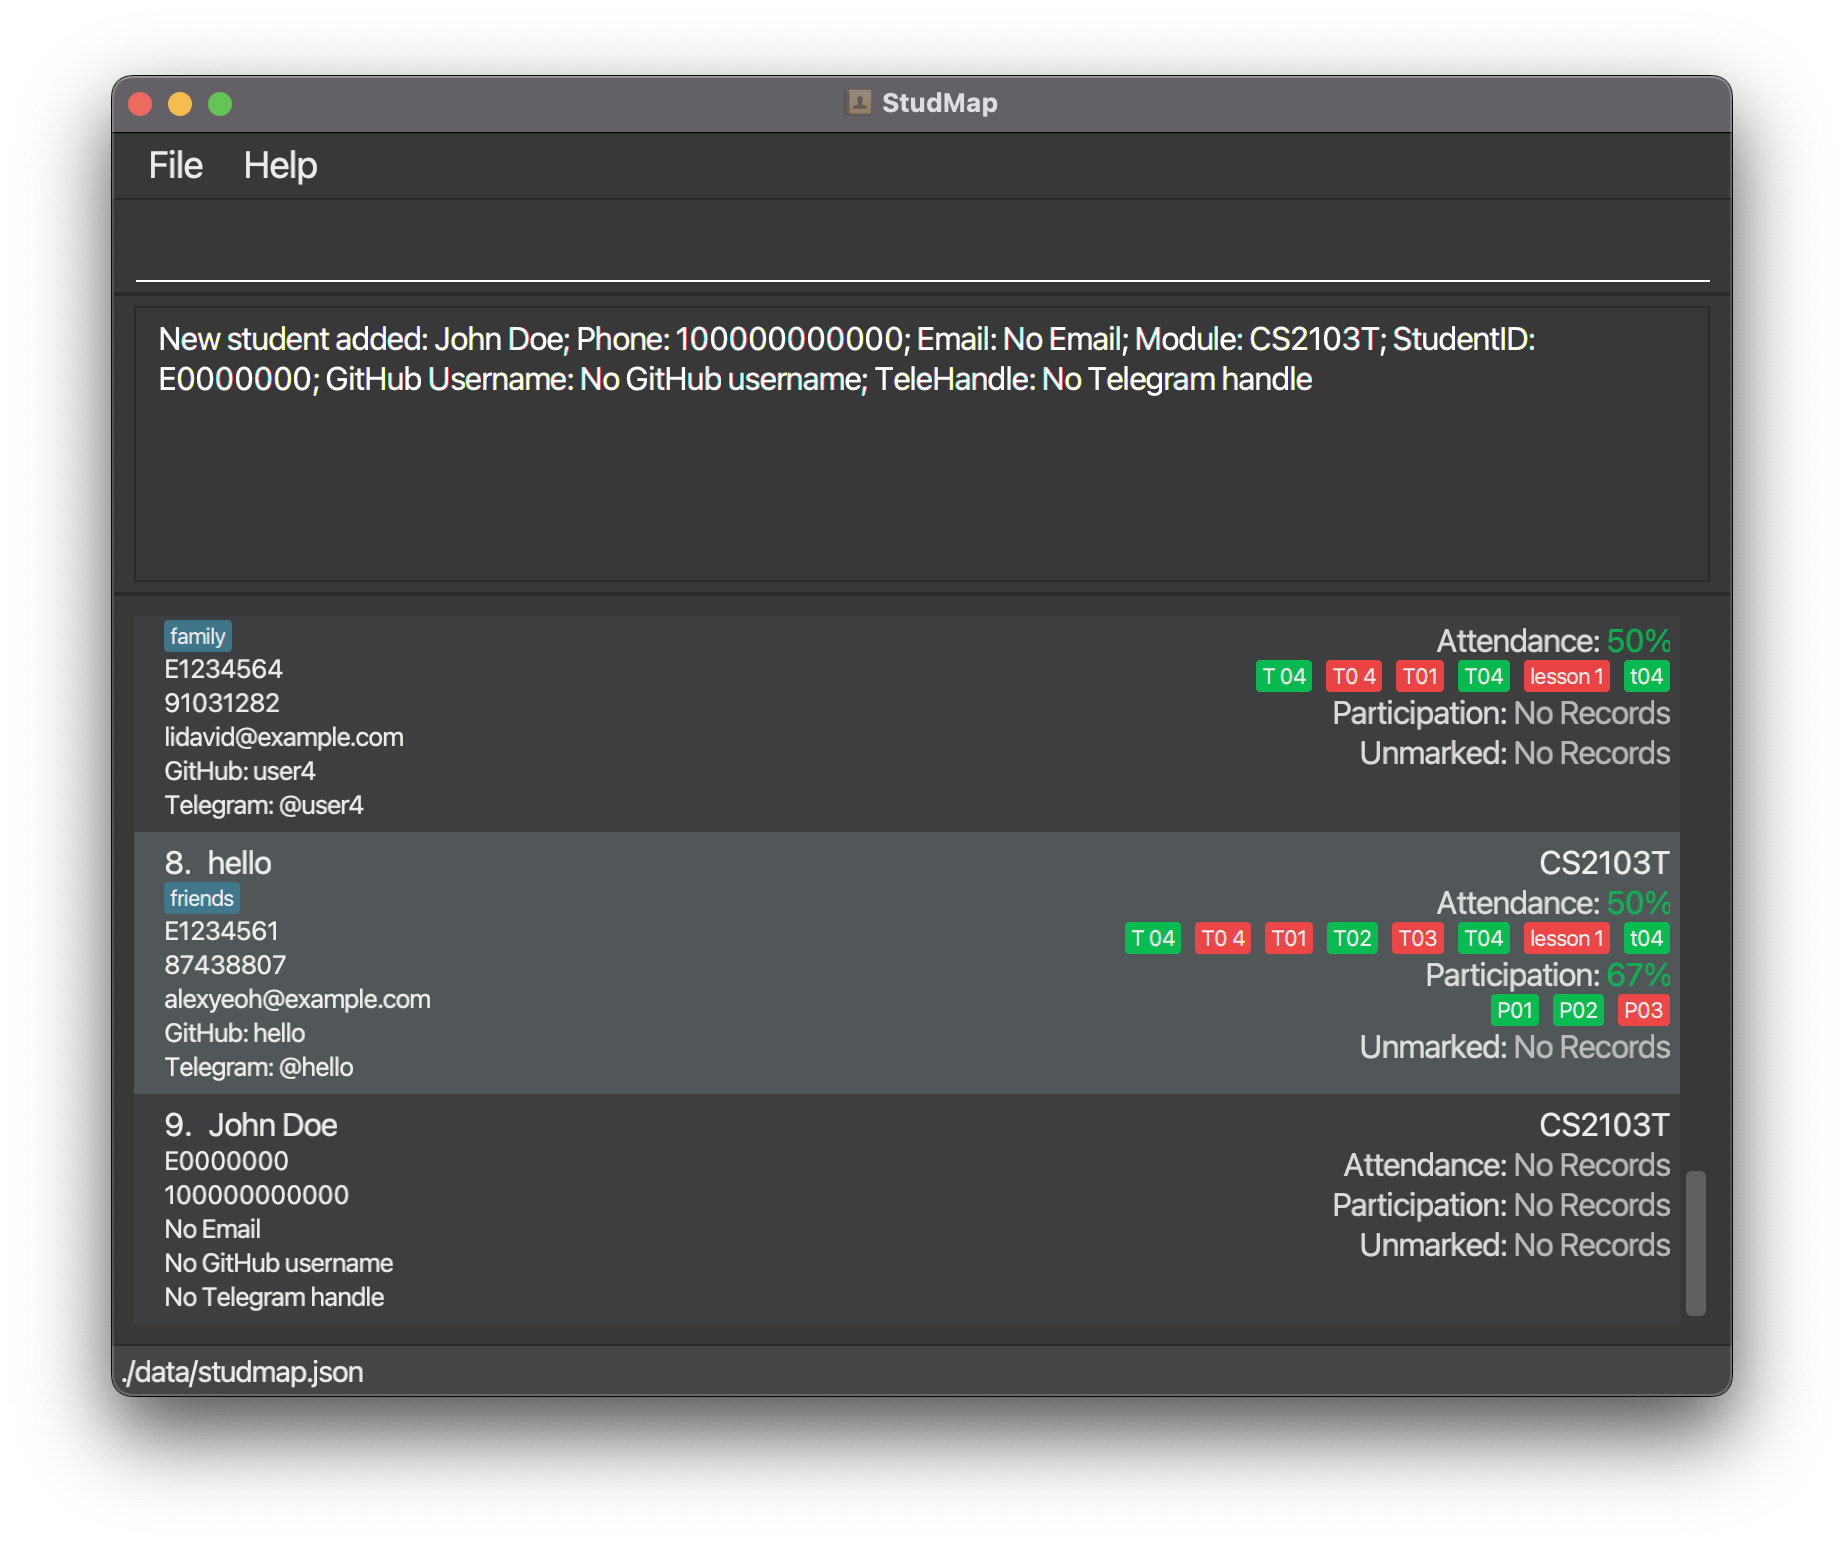 StudMap
File Help
New student added: John Doe; Phone: 100000000000; Email: No Email; Module: CS2103T; StudentID:
E0000000; GitHub Username: No GitHub username; TeleHandle: No Telegram handle
family
E1234564
91031282
lidavid@example.com
GitHub: user4
Telegram: @user4
Attendance: 50%
T 04 T0 4 T01 T04 lesson 1 t04
Participation: No Records
Unmarked: No Records
8. hello
friends
E1234561
87438807
alexyeoh@example.com
GitHub: hello
Telegram: @hello
CS2103T
Attendance: 50%
T 04 T0 4 T01 T02 T03 T04 lesson 1 t04
Participation: 67%
P01 P02 P03
Unmarked: No Records
9. John Doe
E0000000
100000000000
No Email
No GitHub username
No Telegram handle
CS2103T
Attendance: No Records
Participation: No Records
Unmarked: No Records
./data/studmap.json